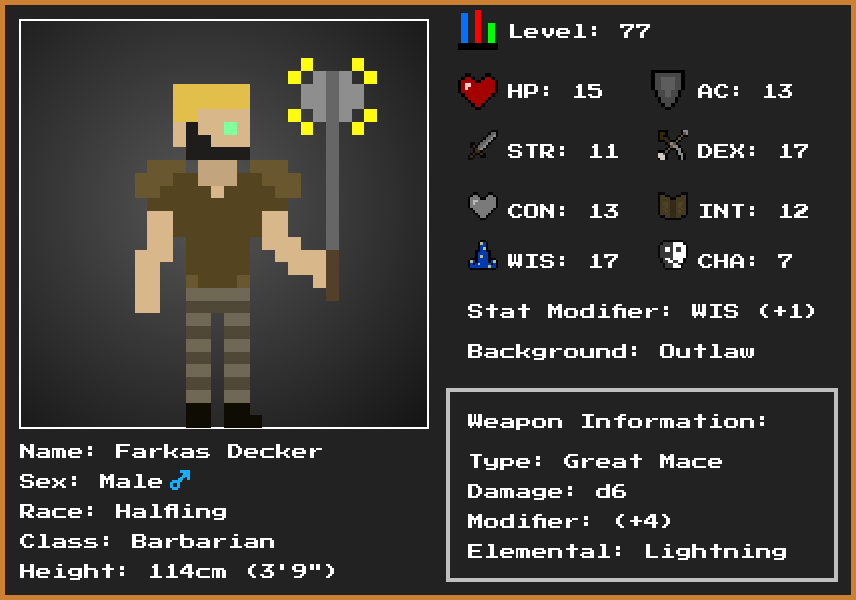 Level: 77
HP: 15
AC: 13
STR: 11
DEX: 17
CON: 13
INT: 12
WIS: 17
CHA: 7
Stat Modifier: WIS (+1)
Background: Outlaw
Weapon Information:
Type: Great Mace
Damage: d6
Modifier: (+4)
Elemental: Lightning
Name: Farkas Decker
Sex: Male ♂
Race: Halfling
Class: Barbarian
Height: 114cm (3'9")